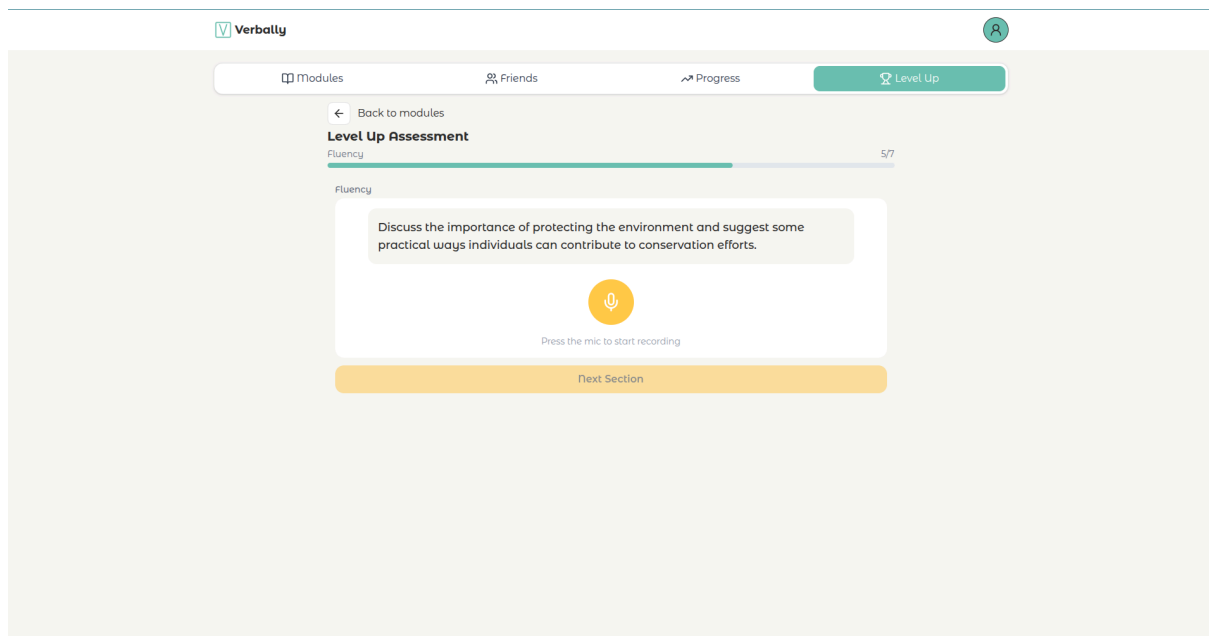 Verbally
Modules
Friends
Progress
Level Up
Back to modules
Level Up Assessment
Fluency
5/7
Fluency
Discuss the importance of protecting the environment and suggest some
practical ways individuals can contribute to conservation efforts.
Press the mic to start recording
Next Section